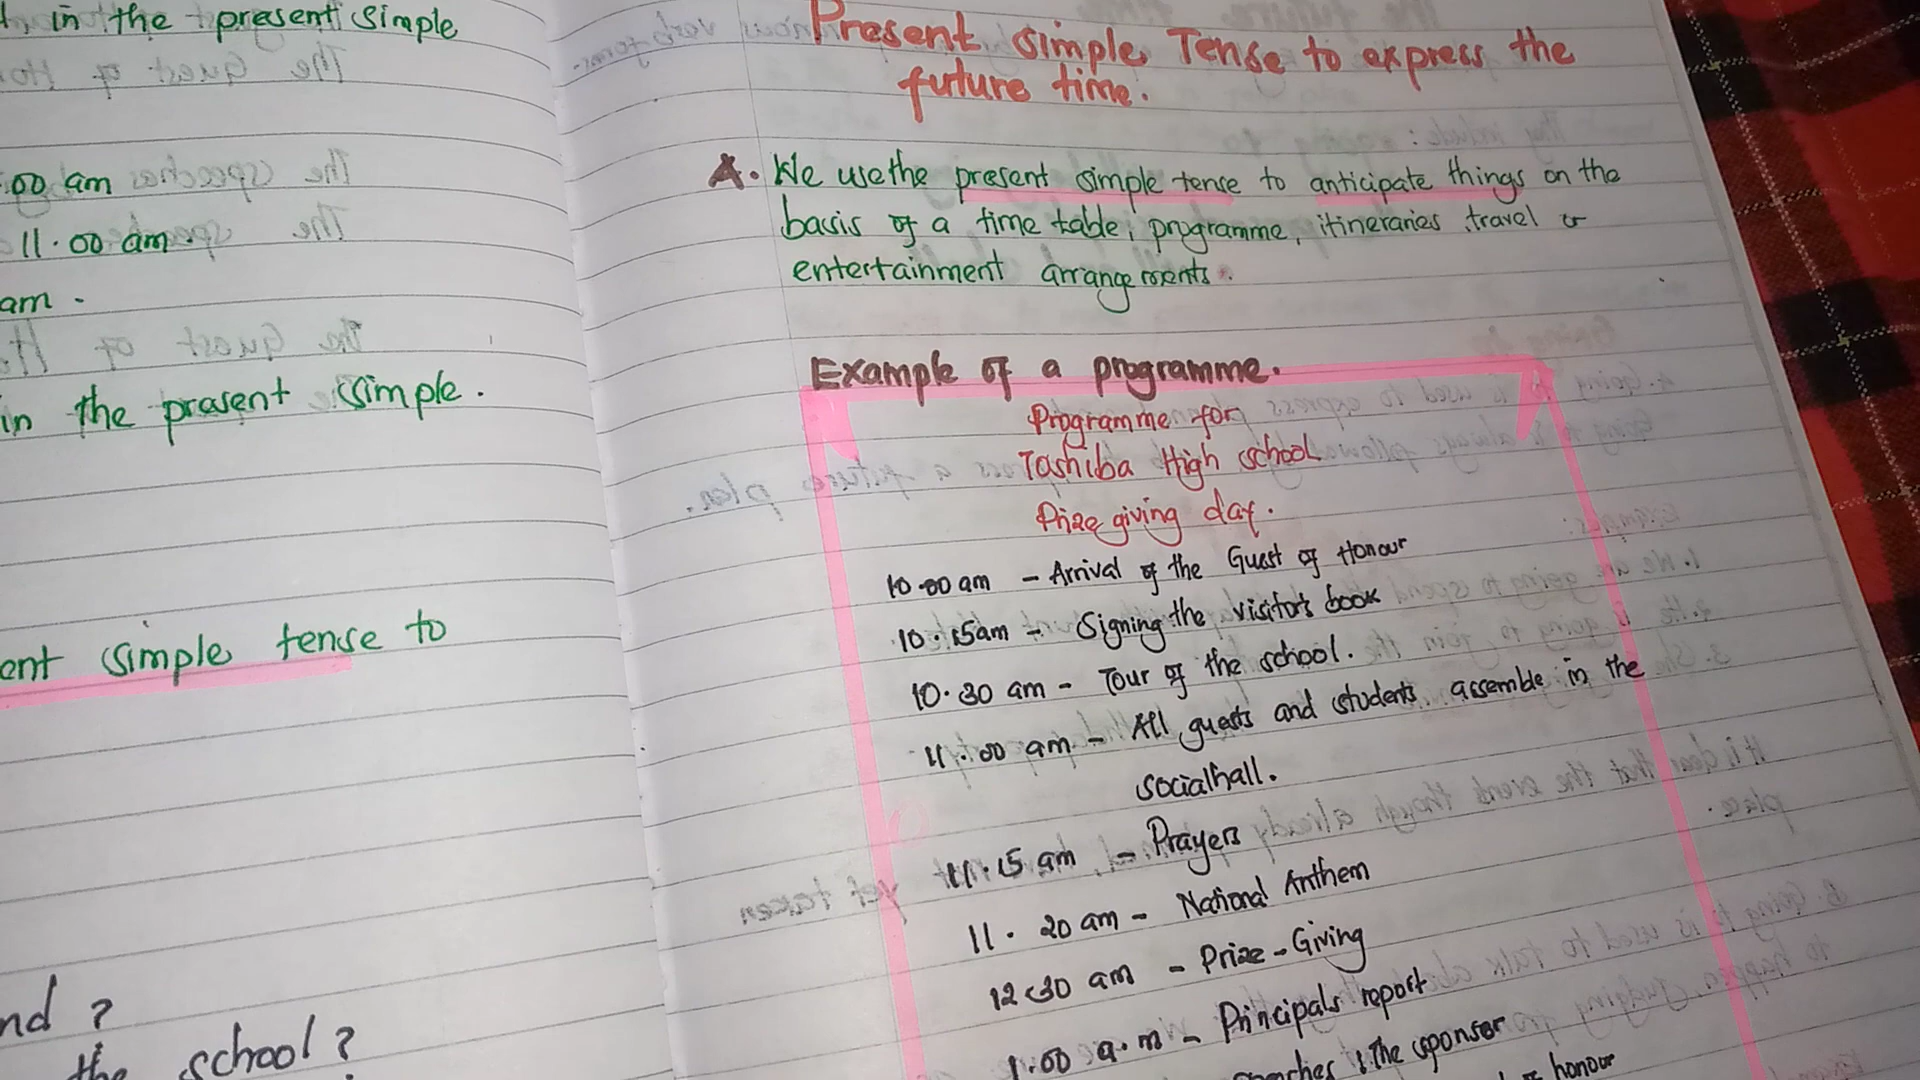 in the present simple
00 am
11.00 am.
am.
in the present simple.
ent simple tense to
nd?
the school?
Present simple Tense to express the
future time.
A. We use the present simple tense to anticipate things on the
basis of a time table, programme, itineraries travel or
entertainment arrangements.
Example of a programme.
Programme for
Tashiba High school
Prize giving day.
10.00 am - Arrival of the Guest of Honour
10.15am - Signing the visitor's book
10.30 am - Tour of the school.
11.00 am - All guests and students assemble in the
socialhall.
11.15 am - Prayers
11.20 am - National Anthem
12.30 am - Prize-Giving
1.00 a.m - Principals report
The sponsor
honour